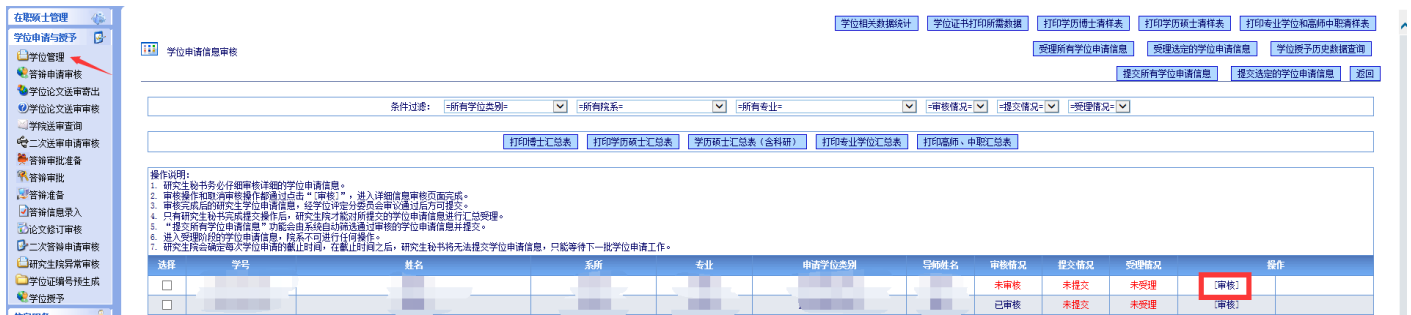 在职硕士管理
学位申请与授予
学位管理
答辩申请审核
学位论文送审寄出
学位论文送审审核
学院送审查询
二次送审申请审核
答辩审批准备
答辩审批
答辩准备
答辩信息录入
论文修订审核
二次答辩申请审核
研究生院异常审核
学位证编号预生成
学位授予
学位相关数据统计 学位证书打印所需数据 打印学历博士清样表 打印学历硕士清样表 打印专业学位和高师中职清样表
学位申请信息审核
受理所有学位申请信息 受理选定的学位申请信息 学位授予历史数据查询
提交所有学位申请信息 提交选定的学位申请信息 返回
条件过滤： =所有学位类别= =所有院系= =所有专业= =审核情况= =提交情况= =受理情况=
打印博士汇总表 打印学历硕士汇总表 学历硕士汇总表（含科研） 打印专业学位汇总表 打印高师、中职汇总表
操作说明：
1. 研究生秘书务必仔细审核详细的学位申请信息。
2. 审核操作和取消审核操作都通过点击“[审核]”，进入详细信息审核页面完成。
3. 审核完成后的研究生学位申请信息，经学位评定分委员会审议通过后方可提交。
4. 只有研究生秘书完成提交操作后，研究生院才能对所提交的学位申请信息进行汇总受理。
5. “提交所有学位申请信息”功能会由系统自动筛选通过审核的学位申请信息并提交。
6. 进入受理阶段的学位申请信息，院系不可进行任何操作。
7. 研究生院会确定每次学位申请的截止时间，在截止时间之后，研究生秘书将无法提交学位申请信息，只能等待下一批学位申请工作。
选择 学号 姓名 系所 专业 申请学位类别 导师姓名 审核情况 提交情况 受理情况 操作
未审核 未提交 未受理 [审核]
已审核 未提交 未受理 [审核]